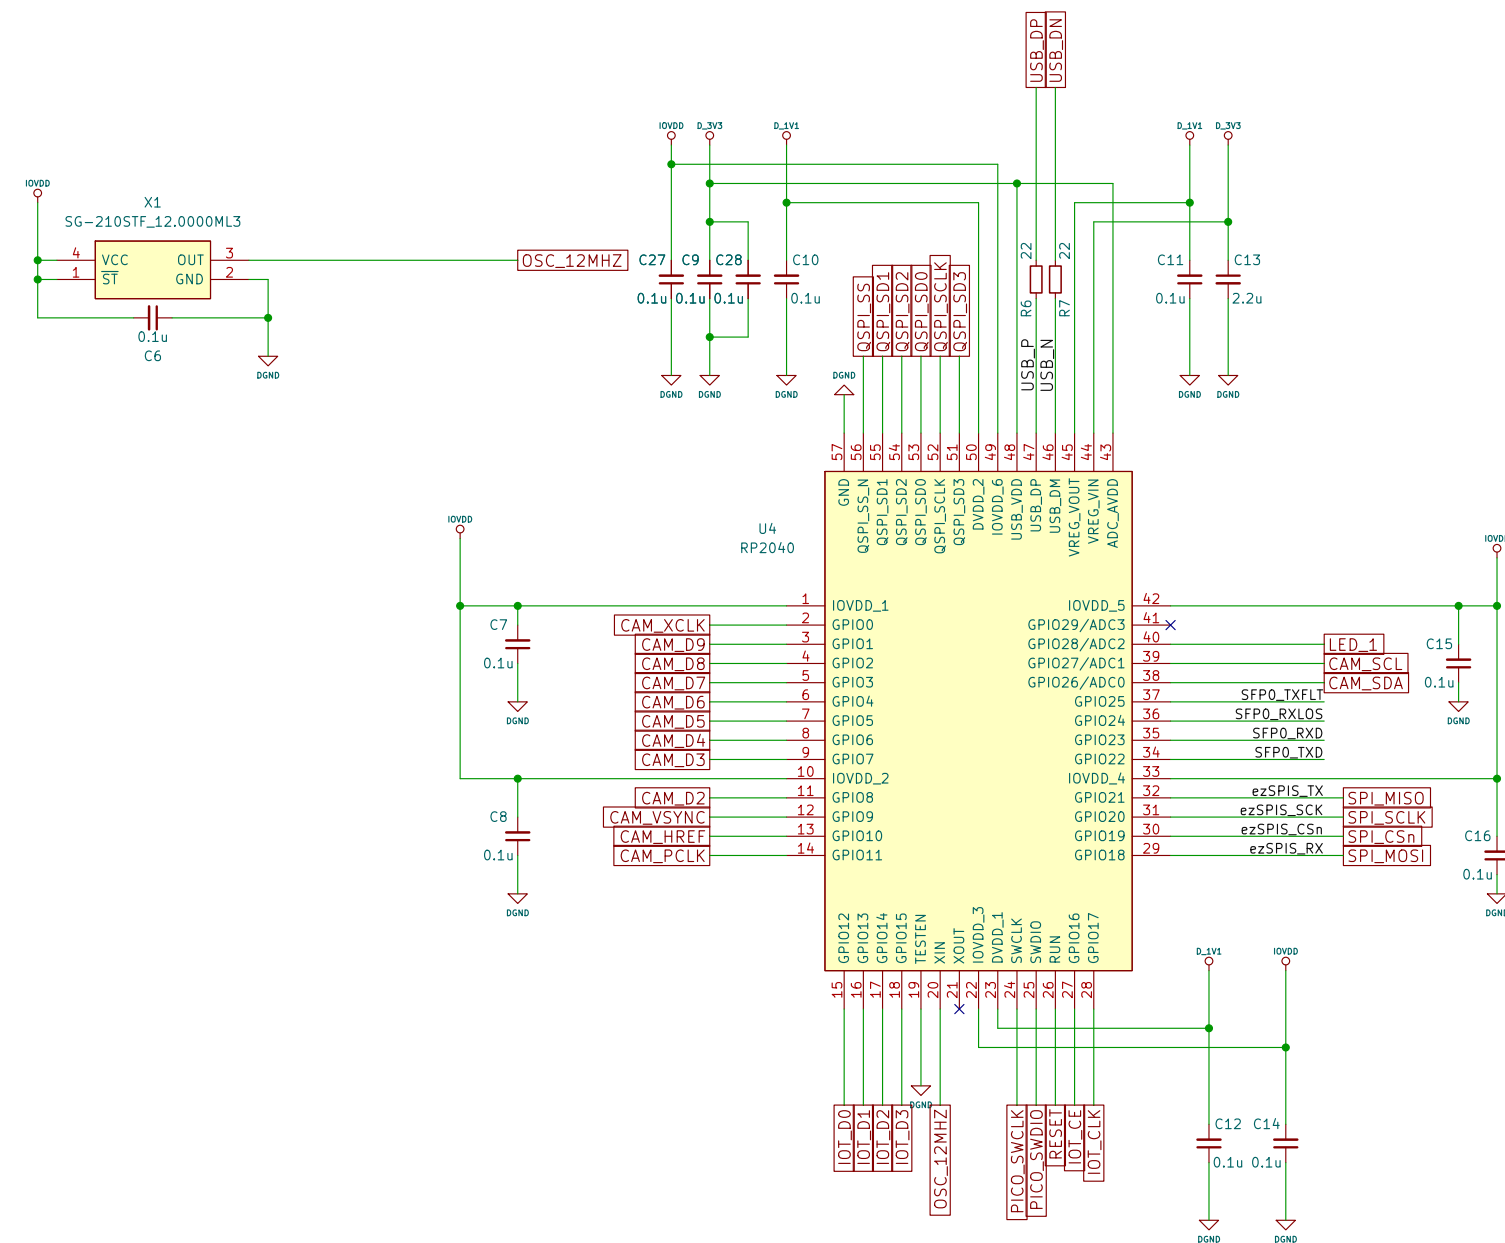 USB_DP
USB_DN
IOVDD
D_3V3
D_1V1
D_1V1
D_3V3
IOVDD
X1
SG-210STF_12.0000ML3
4
VCC
OUT
3
1
ST
GND
2
OSC_12MHZ
0.1u
C6
DGND
C27
C9
C28
C10
0.1u
0.1u
0.1u
0.1u
DGND
DGND
DGND
DGND
QSPI_SS
QSPI_SD1
QSPI_SD2
QSPI_SD0
QSPI_SCLK
QSPI_SD3
22
22
R6
R7
USB_P
USB_N
C11
C13
0.1u
2.2u
DGND
DGND
57
56
55
54
53
52
51
50
49
48
47
46
45
44
43
GND
QSPI_SS_N
QSPI_SD1
QSPI_SD2
QSPI_SD0
QSPI_SCLK
QSPI_SD3
DVDD_2
IOVDD_6
USB_VDD
USB_DP
USB_DM
VREG_VOUT
VREG_VIN
ADC_AVDD
U4
RP2040
IOVDD
1
IOVDD_1
CAM_XCLK
2
GPIO0
CAM_D9
3
GPIO1
CAM_D8
4
GPIO2
CAM_D7
5
GPIO3
CAM_D6
6
GPIO4
CAM_D5
7
GPIO5
CAM_D4
8
GPIO6
CAM_D3
9
GPIO7
10
IOVDD_2
CAM_D2
11
GPIO8
CAM_VSYNC
12
GPIO9
CAM_HREF
13
GPIO10
CAM_PCLK
14
GPIO11
C7
0.1u
DGND
C8
0.1u
DGND
IOVDD_5
42
GPIO29/ADC3
41
GPIO28/ADC2
40
LED_1
GPIO27/ADC1
39
CAM_SCL
GPIO26/ADC0
38
CAM_SDA
GPIO25
37
SFP0_TXFLT
GPIO24
36
SFP0_RXLOS
GPIO23
35
SFP0_RXD
GPIO22
34
SFP0_TXD
IOVDD_4
33
GPIO21
32
ezSPIS_TX
SPI_MISO
GPIO20
31
ezSPIS_SCK
SPI_SCLK
GPIO19
30
ezSPIS_CSn
SPI_CSn
GPIO18
29
ezSPIS_RX
SPI_MOSI
C15
0.1u
DGND
C16
0.1u
GPIO12
GPIO13
GPIO14
GPIO15
TESTEN
XIN
XOUT
IOVDD_3
DVDD_1
SWCLK
SWDIO
RUN
GPIO16
GPIO17
15
16
17
18
19
20
21
22
23
24
25
26
27
28
D_1V1
IOVDD
DGND
IOT_D0
IOT_D1
IOT_D2
IOT_D3
OSC_12MHZ
PICO_SWCLK
PICO_SWDIO
RESET
IOT_CE
IOT_CLK
C12
C14
0.1u
0.1u
DGND
DGND